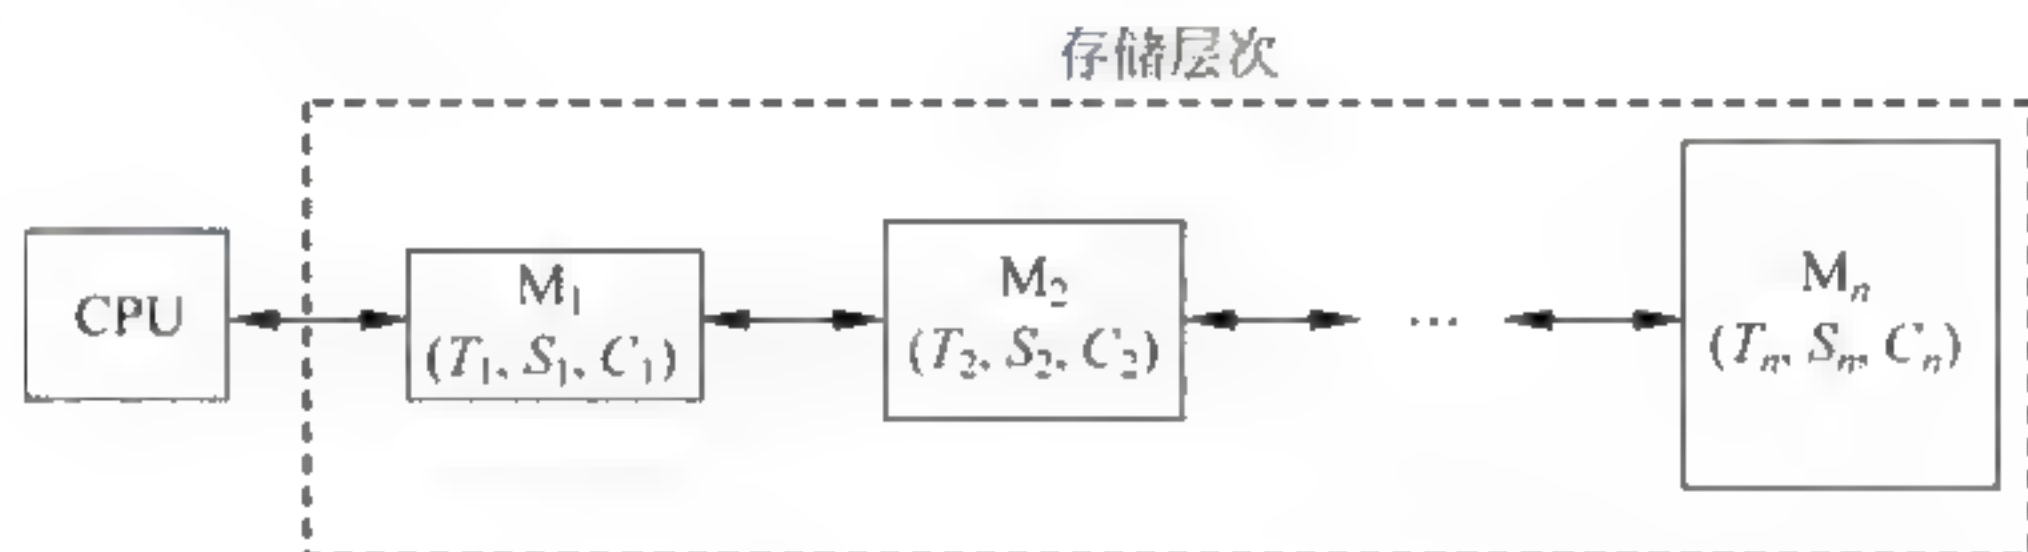 存储层次
CPU
M₁
(T₁, S₁, C₁)
M₂
(T₂, S₂, C₂)
...
Mₙ
(Tₙ, Sₙ, Cₙ)